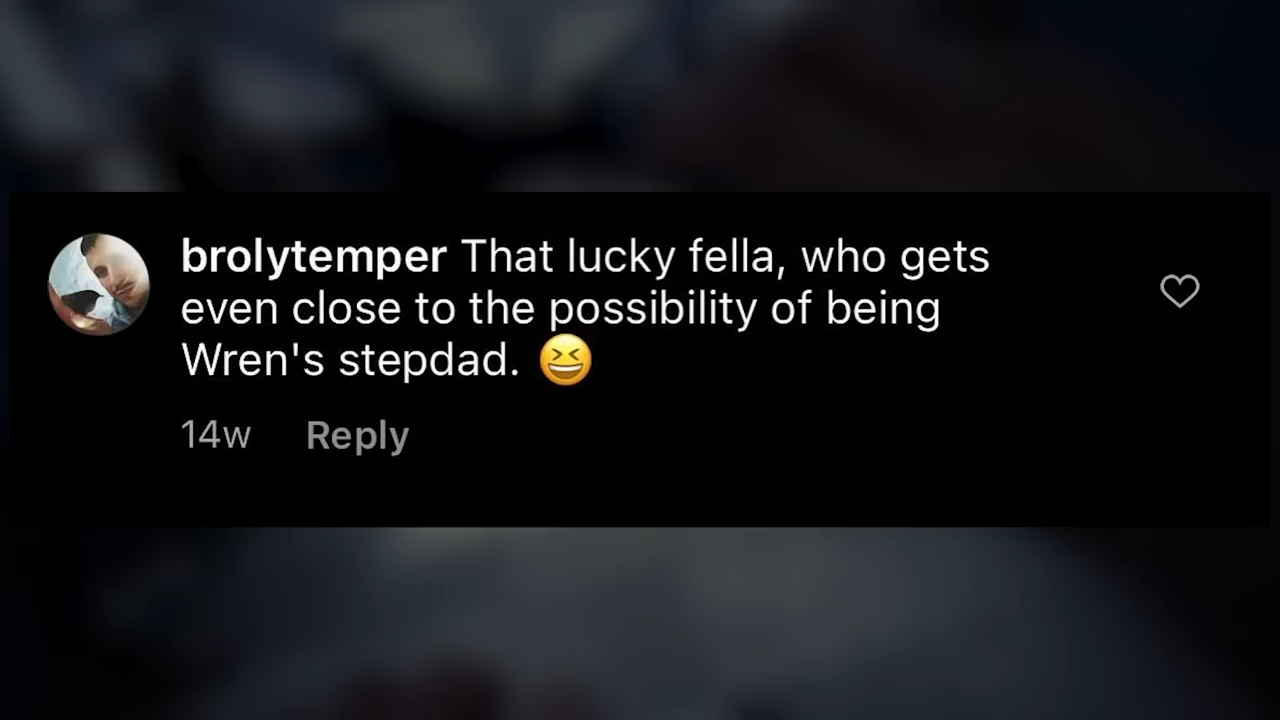 brolytemper That lucky fella, who gets
even close to the possibility of being
Wren's stepdad. 😆
14w Reply